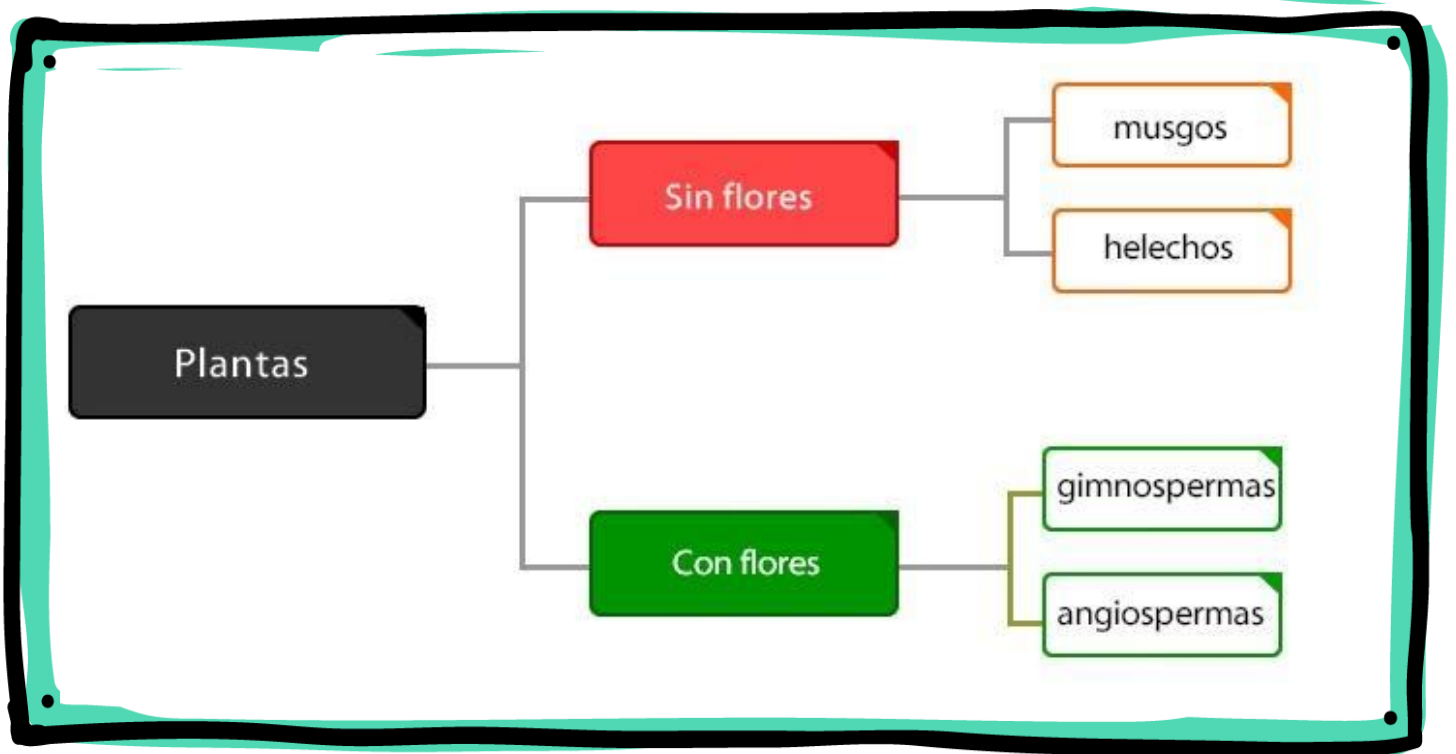 Plantas
Sin flores
musgos
helechos
Con flores
gimnospermas
angiospermas